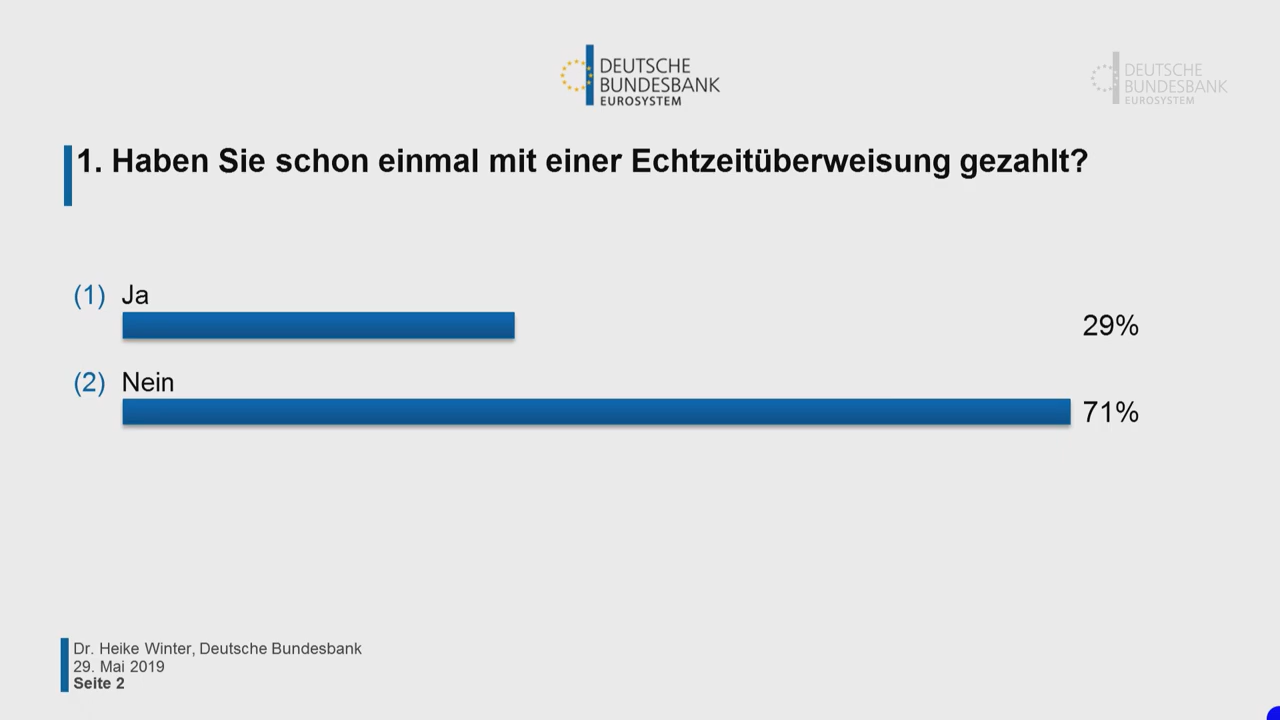 DEUTSCHE
BUNDESBANK
EUROSYSTEM
DEUTSCHE
BUNDESBANK
EUROSYSTEM
1. Haben Sie schon einmal mit einer Echtzeitüberweisung gezahlt?
(1) Ja
29%
(2) Nein
71%
Dr. Heike Winter, Deutsche Bundesbank
29. Mai 2019
Seite 2